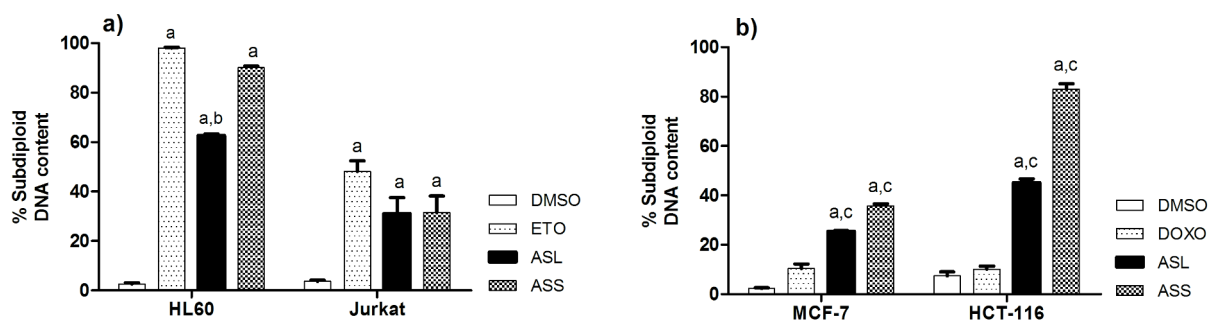 a)
% Subdiploid
DNA content
100
80
60
40
20
0
a
a,b
a
a
a
a
HL60
Jurkat
DMSO
ETO
ASL
ASS
b)
% Subdiploid
DNA content
100
80
60
40
20
0
a,c
a,c
a,c
a,c
MCF-7
HCT-116
DMSO
DOXO
ASL
ASS